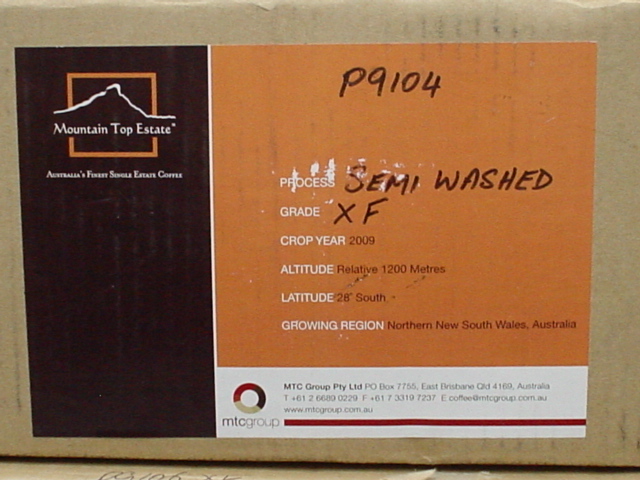 P9104
Mountain Top Estate
AUSTRALIA'S FINEST SINGLE ESTATE COFFEE
PROCESS SEMI WASHED
GRADE XF
CROP YEAR 2009
ALTITUDE Relative 1200 Metres
LATITUDE 28° South
GROWING REGION Northern New South Wales, Australia
mtcgroup
MTC Group Pty Ltd PO Box 7755, East Brisbane Qld 4169, Australia
T +61 2 6689 0229 F +61 7 3319 7237 E coffee@mtcgroup.com.au
www.mtcgroup.com.au